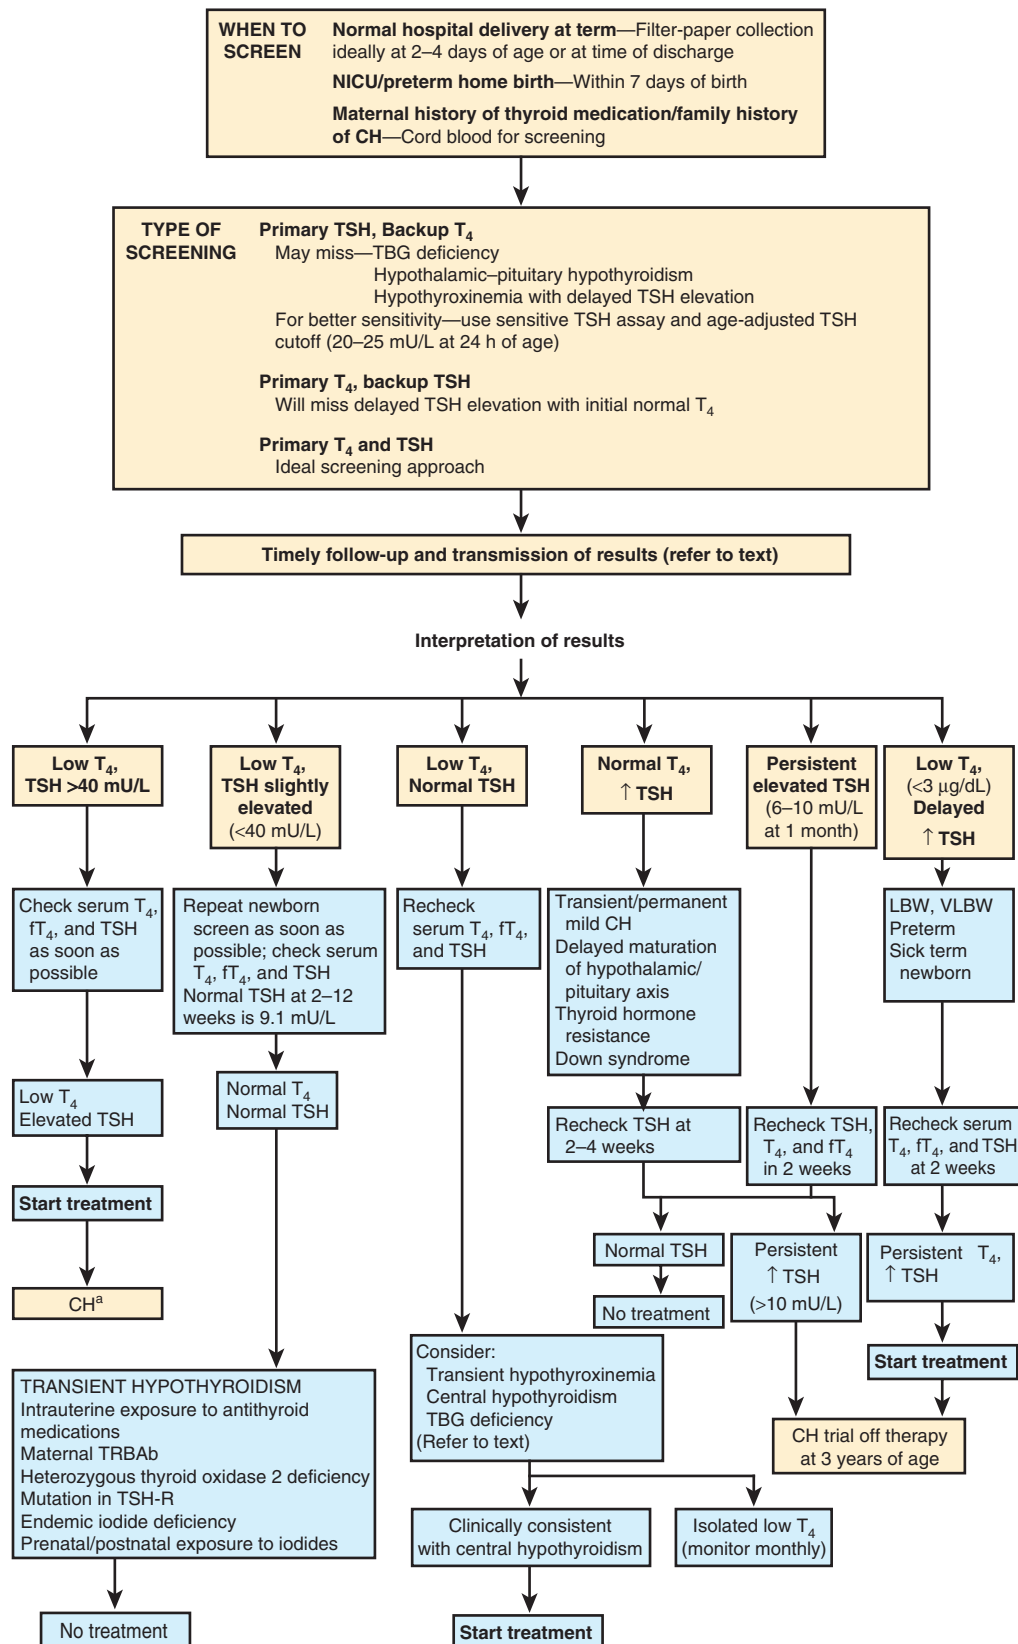 WHEN TO SCREEN
Normal hospital delivery at term—Filter-paper collection
ideally at 2–4 days of age or at time of discharge
NICU/preterm home birth—Within 7 days of birth
Maternal history of thyroid medication/family history
of CH—Cord blood for screening
TYPE OF SCREENING
Primary TSH, Backup T4
May miss—TBG deficiency
Hypothalamic–pituitary hypothyroidism
Hypothyroxinemia with delayed TSH elevation
For better sensitivity—use sensitive TSH assay and age-adjusted TSH
cutoff (20–25 mU/L at 24 h of age)
Primary T4, backup TSH
Will miss delayed TSH elevation with initial normal T4
Primary T4 and TSH
Ideal screening approach
Timely follow-up and transmission of results (refer to text)
Interpretation of results
Low T4,
TSH >40 mU/L
Low T4,
TSH slightly
elevated
(<40 mU/L)
Low T4,
Normal TSH
Normal T4,
↑ TSH
Persistent
elevated TSH
(6–10 mU/L
at 1 month)
Low T4,
(<3 μg/dL)
Delayed
↑ TSH
Check serum T4,
fT4, and TSH
as soon as
possible
Repeat newborn
screen as soon as
possible; check serum
T4, fT4, and TSH
Normal TSH at 2–12
weeks is 9.1 mU/L
Recheck
serum T4, fT4,
and TSH
Transient/permanent
mild CH
Delayed maturation
of hypothalamic/
pituitary axis
Thyroid hormone
resistance
Down syndrome
LBW, VLBW
Preterm
Sick term
newborn
Low T4
Elevated TSH
Normal T4
Normal TSH
Recheck TSH at
2–4 weeks
Recheck TSH,
T4, and fT4
in 2 weeks
Recheck serum
T4, fT4, and TSH
at 2 weeks
Start treatment
Normal TSH
Persistent
↑ TSH
(>10 mU/L)
Persistent T4,
↑ TSH
CHa
No treatment
Start treatment
TRANSIENT HYPOTHYROIDISM
Intrauterine exposure to antithyroid
medications
Maternal TRBAb
Heterozygous thyroid oxidase 2 deficiency
Mutation in TSH-R
Endemic iodide deficiency
Prenatal/postnatal exposure to iodides
Consider:
Transient hypothyroxinemia
Central hypothyroidism
TBG deficiency
(Refer to text)
CH trial off therapy
at 3 years of age
Clinically consistent
with central hypothyroidism
Isolated low T4
(monitor monthly)
No treatment
Start treatment